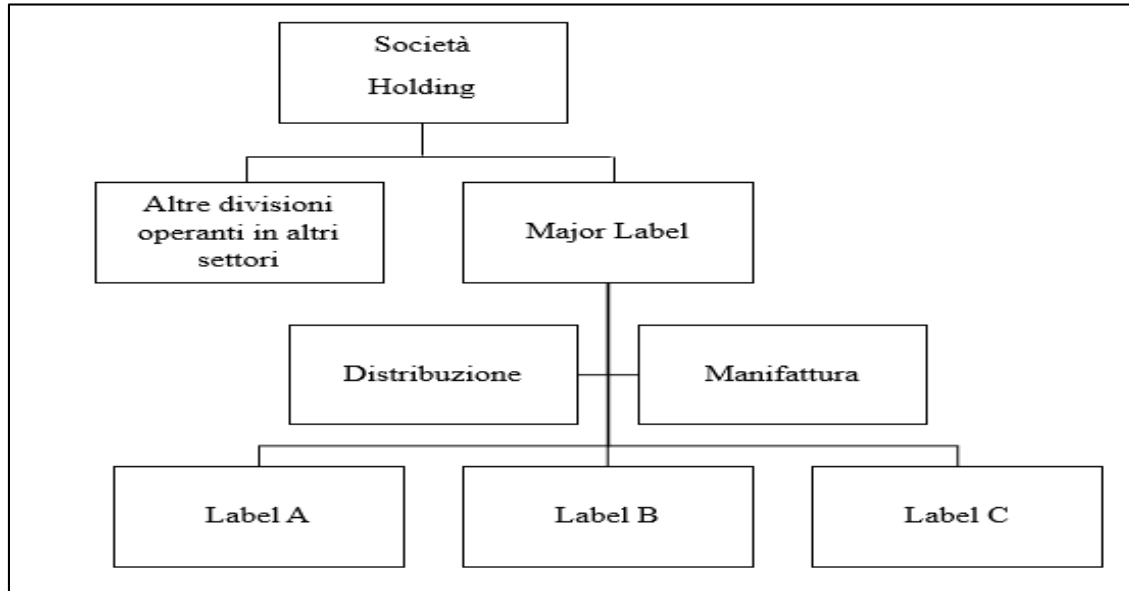 Società
Holding
Altre divisioni
operanti in altri
settori
Major Label
Distribuzione
Manifattura
Label A
Label B
Label C